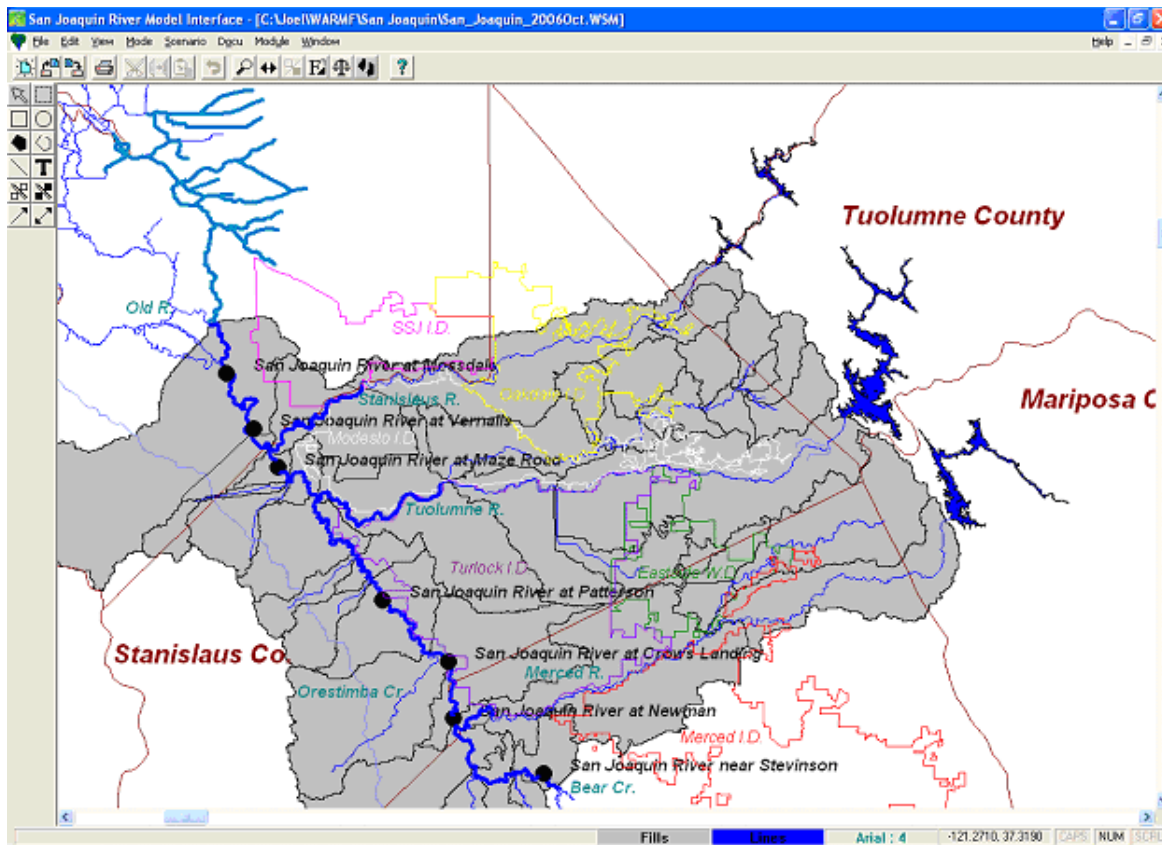 San Joaquin River Model Interface - [C:\Joel\WARMF\San Joaquin\San_Joaquin_2006Oct.WSM]
File Edit View Mode Scenario Docu Module Window Help
Tuolumne County
Old R.
SSJ I.D.
San Joaquin River at Mossdale
Mariposa C
Oakdale I.D.
Stanislaus R.
San Joaquin River at Vernalis
Modesto I.D.
San Joaquin River at Maze Road
Tuolumne R.
Turlock I.D.
Eastside W.D.
San Joaquin River at Patterson
Stanislaus Co.
San Joaquin River at Crows Landing
Merced R.
Orestimba Cr.
San Joaquin River at Newman
Merced I.D.
San Joaquin River near Stevinson
Bear Cr.
Fills Lines Arial : 4 -121.2710, 37.3190 CAPS NUM SCRL